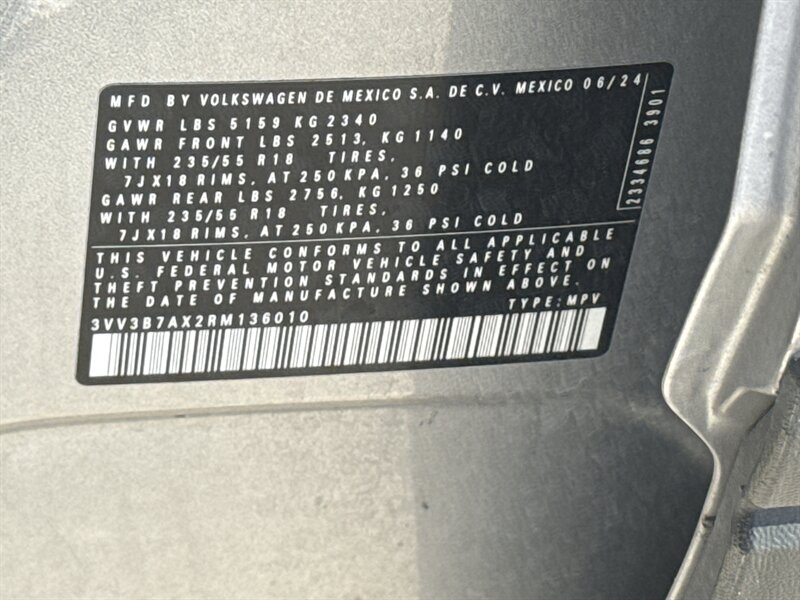 MFD BY VOLKSWAGEN DE MEXICO S.A. DE C.V. MEXICO 06/24
GVWR LBS 5159 KG 2340
GAWR FRONT LBS 2513, KG 1140
WITH 235/55 R18 TIRES,
7JX18 RIMS, AT 250 KPA, 36 PSI COLD
GAWR REAR LBS 2756, KG 1250
WITH 235/55 R18 TIRES,
7JX18 RIMS, AT 250 KPA, 36 PSI COLD
2334686 3901
THIS VEHICLE CONFORMS TO ALL APPLICABLE
U.S. FEDERAL MOTOR VEHICLE SAFETY AND
THEFT PREVENTION STANDARDS IN EFFECT ON
THE DATE OF MANUFACTURE SHOWN ABOVE.
3VV3B7AX2RM136010 TYPE: MPV